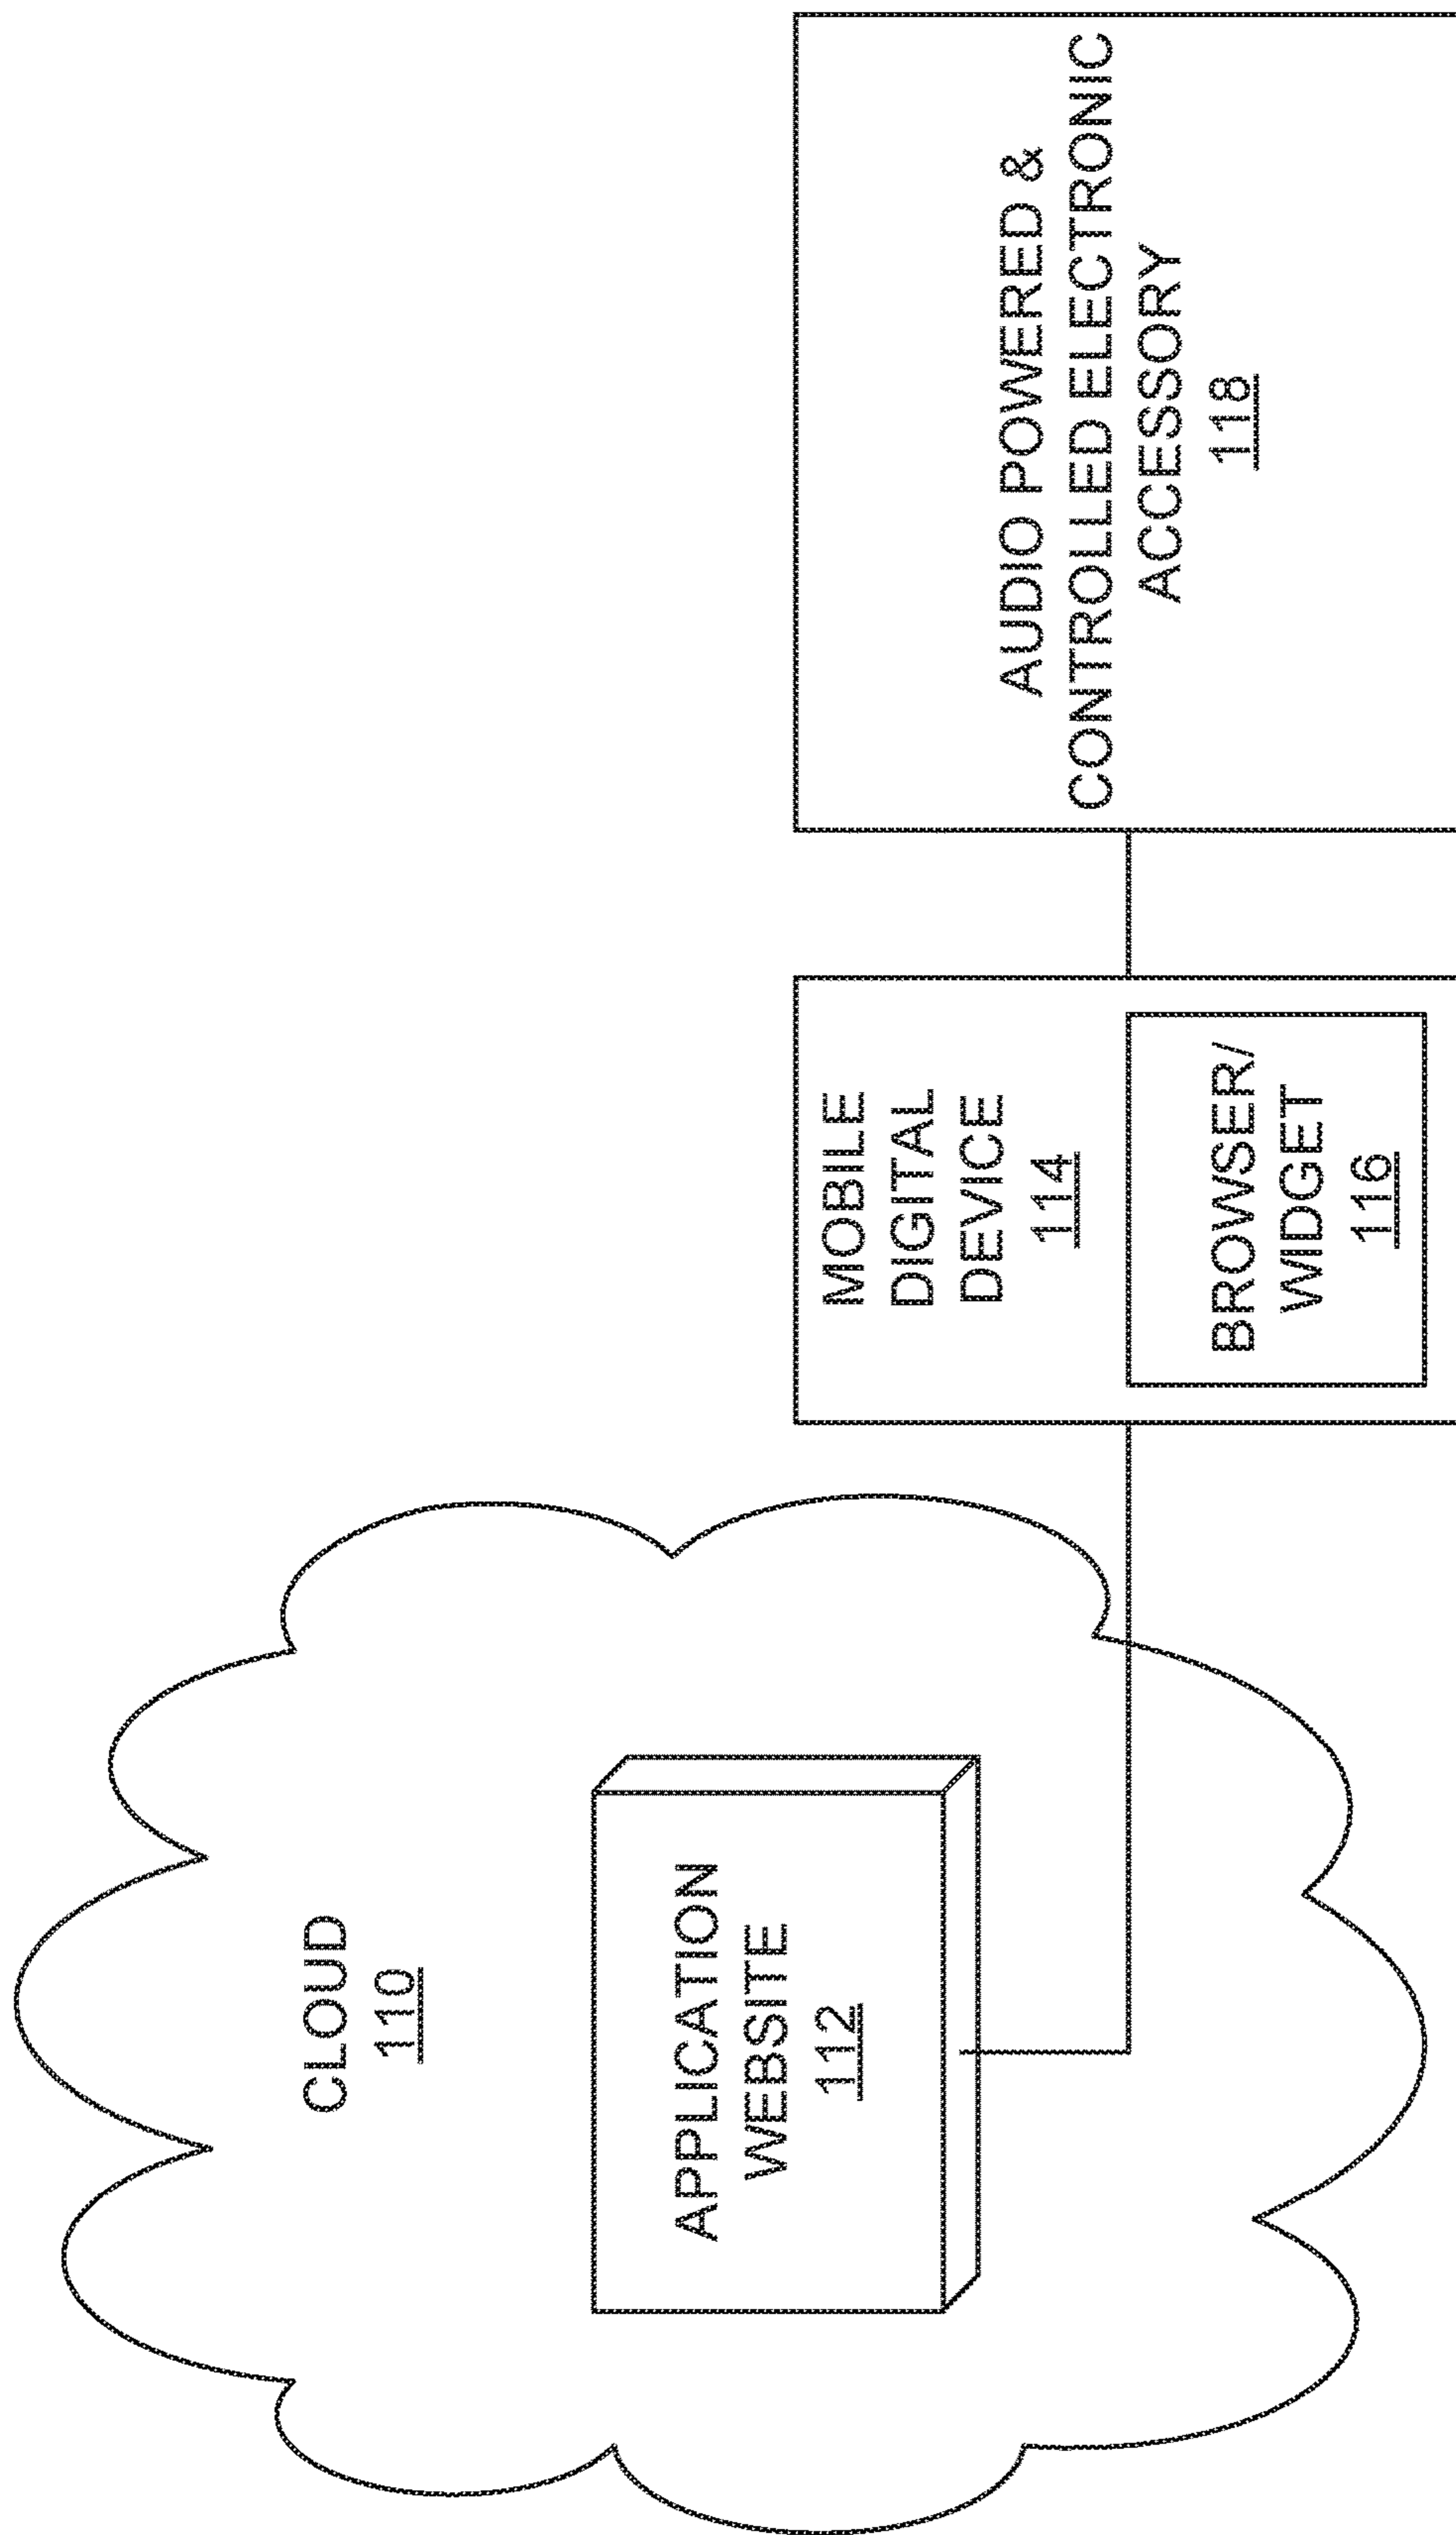 CLOUD
110
APPLICATION
WEBSITE
112
MOBILE
DIGITAL
DEVICE
114
BROWSER/
WIDGET
116
AUDIO POWERED &
CONTROLLED ELECTRONIC
ACCESSORY
118